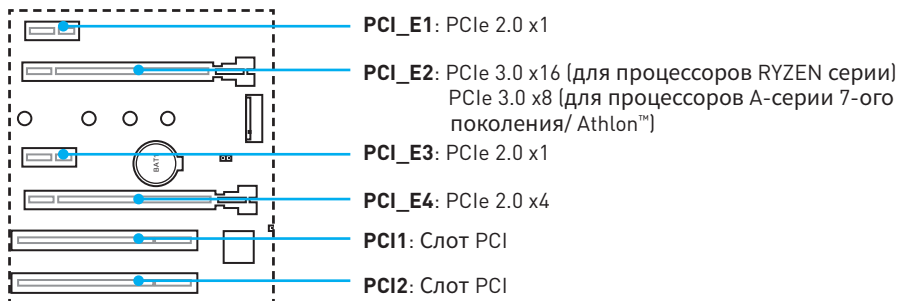 PCI_E1: PCIe 2.0 x1
PCI_E2: PCIe 3.0 x16 (для процессоров RYZEN серии)
PCIe 3.0 x8 (для процессоров A-серии 7-ого
поколения/ Athlon™)
BATT
PCI_E3: PCIe 2.0 x1
PCI_E4: PCIe 2.0 x4
PCI1: Слот PCI
PCI2: Слот PCI